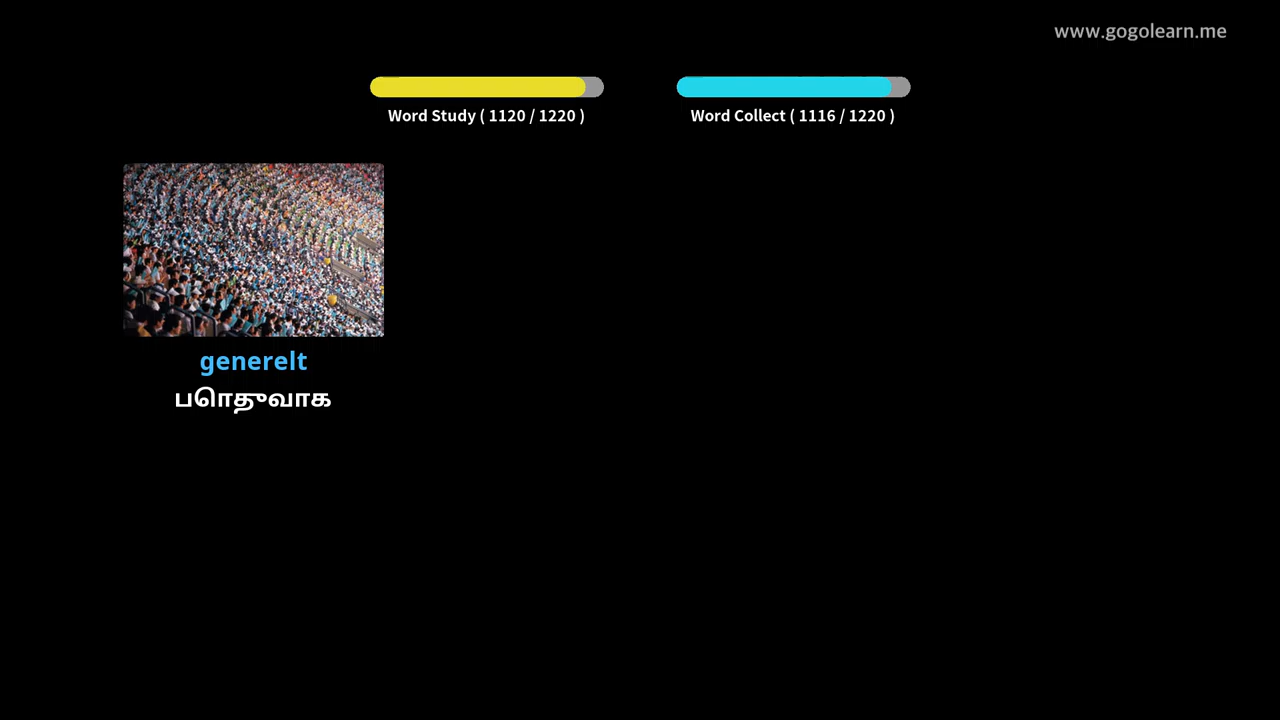 www.gogolearn.me
Word Study ( 1120 / 1220 )
Word Collect ( 1116 / 1220 )
generelt
பொதுவாக